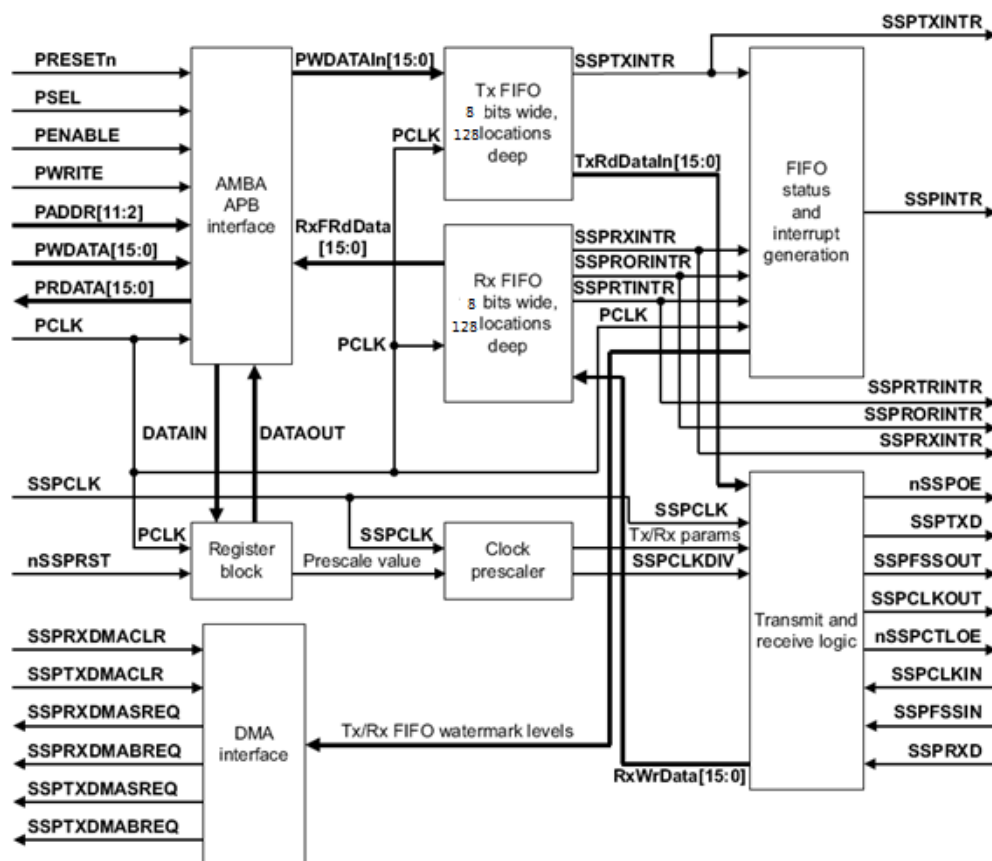 SSPTXINTR
PRESETn
PSEL
PENABLE
PWRITE
PADDR[11:2]
PWDATA[15:0]
PRDATA[15:0]
PCLK
AMBA
APB
interface
PWDATAIn[15:0]
RxFRdData
[15:0]
PCLK
Tx FIFO
8 bits wide,
128locations
deep
SSPTXINTR
TxRdDataIn[15:0]
PCLK
Rx FIFO
8 bits wide,
128locations
deep
SSPRXINTR
SSPRORINTR
SSPRTINTR
PCLK
FIFO
status
and
interrupt
generation
SSPINTR
SSPRTRINTR
SSPRORINTR
SSPRXINTR
DATAIN
DATAOUT
SSPCLK
nSSPRST
PCLK
Register
block
SSPCLK
Prescale value
Clock
prescaler
SSPCLK
Tx/Rx params
SSPCLKDIV
Transmit and
receive logic
nSSPOE
SSPTXD
SSPFSSOUT
SSPCLKOUT
nSSPCTLOE
SSPCLKIN
SSPFSSIN
SSPRXD
SSPRXDMACLR
SSPTXDMACLR
SSPRXDMASREQ
SSPRXDMABREQ
SSPTXDMASREQ
SSPTXDMABREQ
DMA
interface
Tx/Rx FIFO watermark levels
RxWrData[15:0]